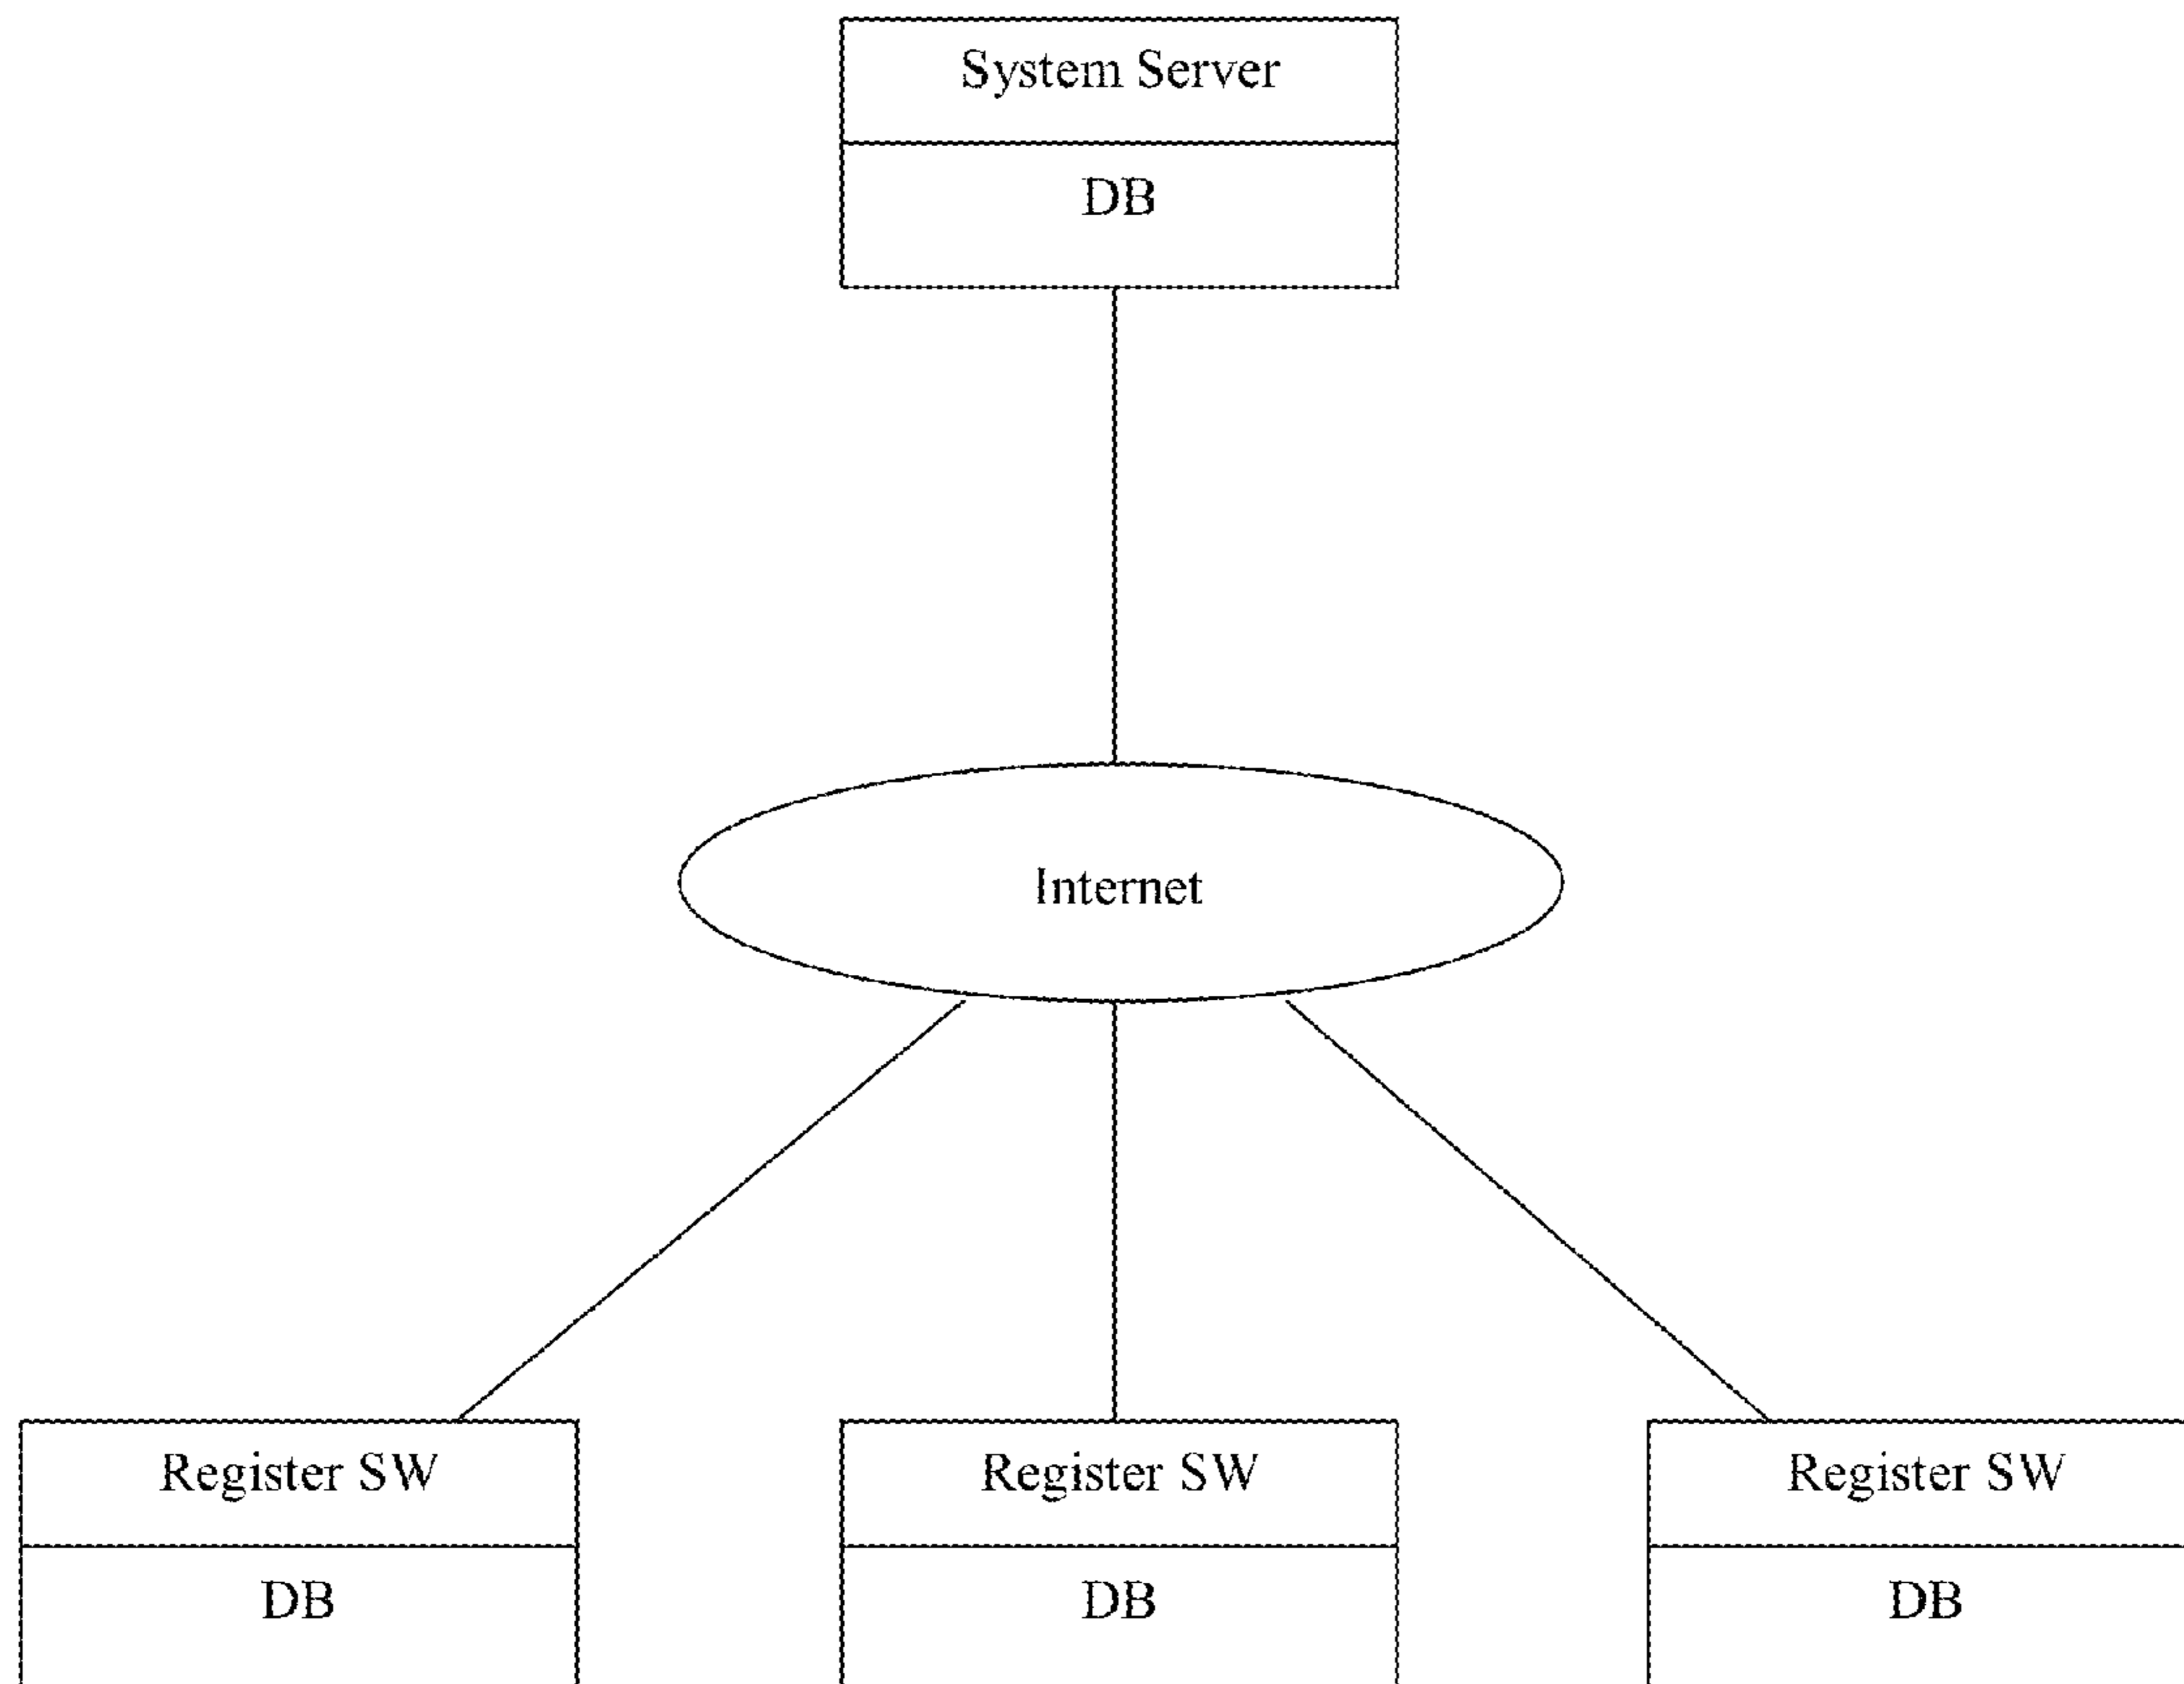 System Server
DB
Internet
Register SW
DB
Register SW
DB
Register SW
DB